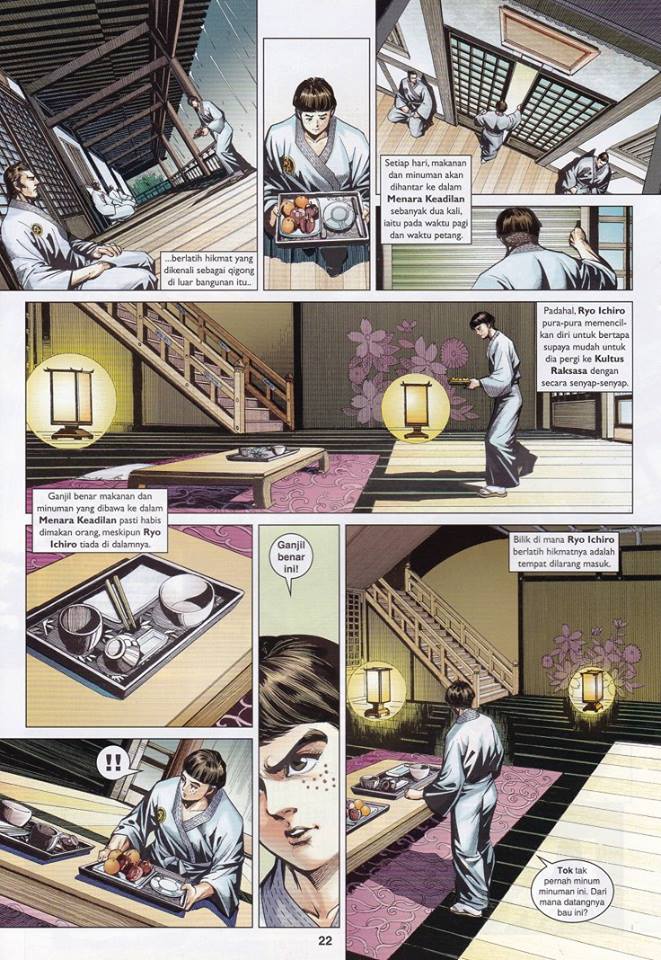 ...berlatih hikmat yang
dikenali sebagai qigong
di luar bangunan itu..
Setiap hari, makanan
dan minuman akan
dihantar ke dalam
Menara Keadilan
sebanyak dua kali,
iaitu pada waktu pagi
dan waktu petang.
Padahal, Ryo Ichiro
pura-pura memencil-
kan diri untuk bertapa
supaya mudah untuk
dia pergi ke Kultus
Raksasa dengan
secara senyap-senyap.
Ganjil benar makanan dan
minuman yang dibawa ke dalam
Menara Keadilan pasti habis
dimakan orang, meskipun Ryo
Ichiro tiada di dalamnya.
Ganjil
benar
ini!
Bilik di mana Ryo Ichiro
berlatih hikmatnya adalah
tempat dilarang masuk.
!!
Tok tak
pernah minum
minuman ini. Dari
mana datangnya
bau ini?
22